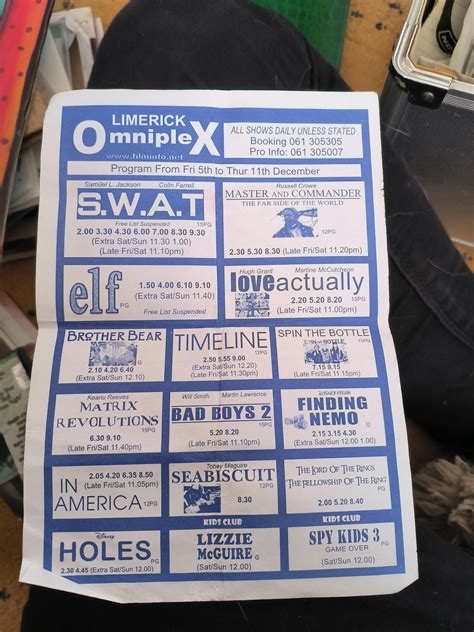 LIMERICK
OmnipleX
www.filminfo.net
ALL SHOWS DAILY UNLESS STATED
Booking 061 305305
Pro Info: 061 305007
Program From Fri 5th to Thur 11th December
Samuel L. Jackson Colin Farrell
S.W.A.T
Free List Suspended 15PG
2.00 3.30 4.30 6.00 7.00 8.30 9.30
(Extra Sat/Sun 11.30 1.00)
(Late Fri/Sat 11.10pm)
Russell Crowe
MASTER AND COMMANDER
THE FAR SIDE OF THE WORLD
12PG
2.30 5.30 8.30 (Late Fri/Sat 11.20pm)
elf
PG
1.50 4.00 6.10 9.10
(Extra Sat/Sun 11.40)
Free List Suspended
Hugh Grant Martine McCutcheon
loveactually
2.20 5.20 8.20 15PG
(Late Fri/Sat 11.15pm)
BROTHER BEAR
PG
2.10 4.20 6.40
(Extra Sat/Sun 12.10)
TIMELINE
12PG
2.50 5.55 9.00
(Extra Sat/Sun 12.20)
(Late Fri/Sat 11.30pm)
SPIN THE BOTTLE
15PG
7.15 9.15
(Late Fri/Sat 11.15pm)
Keanu Reeves
MATRIX
REVOLUTIONS
15PG
6.30 9.10
(Late Fri/Sat 11.40pm)
Will Smith Martin Lawrence
BAD BOYS 2
15PG
5.20 8.20
(Late Fri/Sat 11.10pm)
DISNEY PIXAR
FINDING
NEMO
U
2.15 3.15 4.30
(Extra Sat/Sun 12.00 1.00)
2.05 4.20 6.35 8.50
(Late Fri/Sat 11.05pm)
IN
AMERICA
12PG
Tobey Maguire
SEABISCUIT
12PG
8.30
THE LORD OF THE RINGS
THE FELLOWSHIP OF THE RING
PG
2.00 5.20 8.40
Disney
HOLES
PG
2.30 4.45 (Extra Sat/Sun 12.00)
KIDS CLUB
LIZZIE
McGUIRE
G
(Sat/Sun 12.00)
KIDS CLUB
SPY KIDS 3
GAME OVER
PG
(Sat/Sun 12.00)